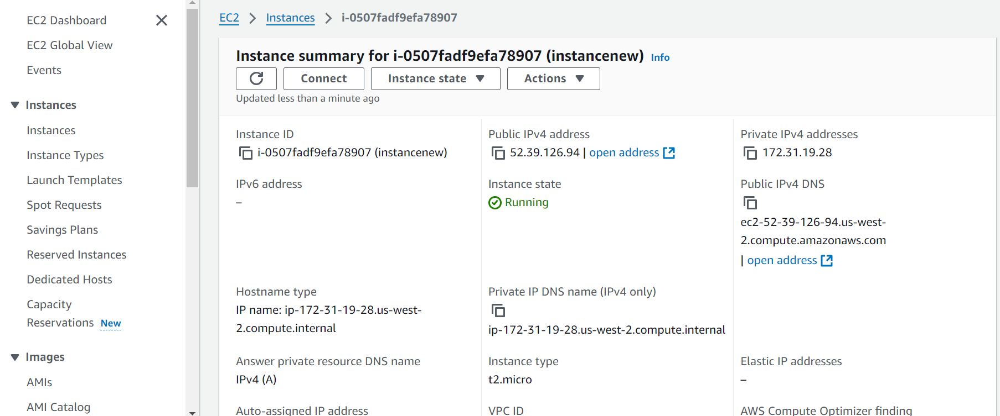 EC2 Dashboard
EC2 Global View
Events
Instances
Instances
Instance Types
Launch Templates
Spot Requests
Savings Plans
Reserved Instances
Dedicated Hosts
Capacity
Reservations New
Images
AMIs
AMI Catalog
EC2 > Instances > i-0507fadf9efa78907
Instance summary for i-0507fadf9efa78907 (instancenew) Info
Connect Instance state Actions
Updated less than a minute ago
Instance ID
i-0507fadf9efa78907 (instancenew)
Public IPv4 address
52.39.126.94 | open address
Private IPv4 addresses
172.31.19.28
IPv6 address
–
Instance state
Running
Public IPv4 DNS
ec2-52-39-126-94.us-west-
2.compute.amazonaws.com
| open address
Hostname type
IP name: ip-172-31-19-28.us-west-
2.compute.internal
Private IP DNS name (IPv4 only)
ip-172-31-19-28.us-west-2.compute.internal
Answer private resource DNS name
IPv4 (A)
Instance type
t2.micro
Elastic IP addresses
–
Auto-assigned IP address
VPC ID
AWS Compute Optimizer finding